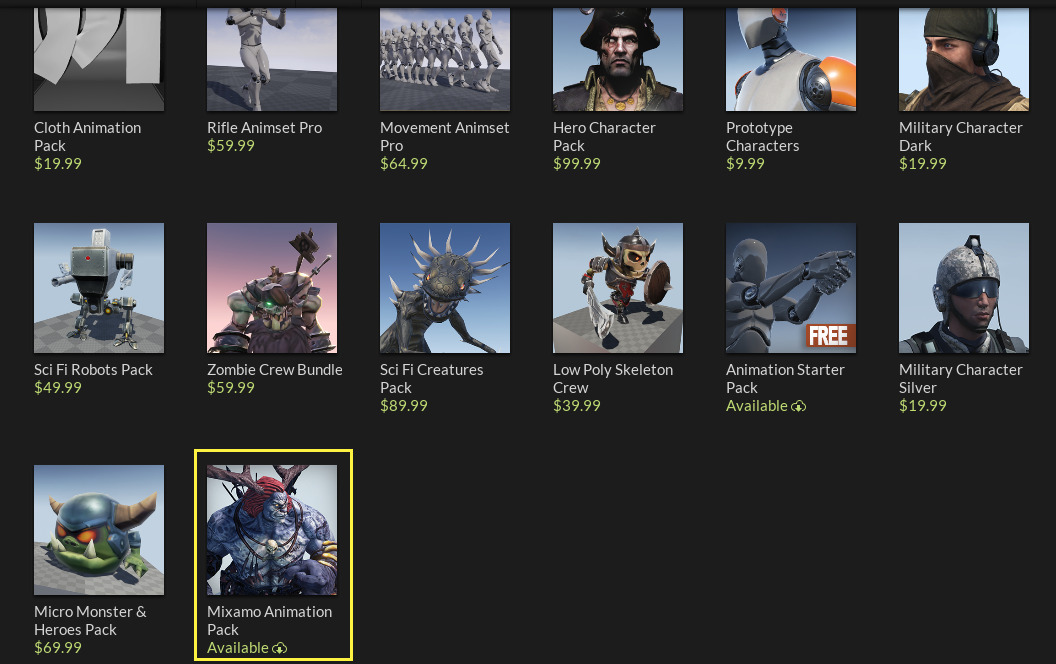 Cloth Animation
Pack
$19.99
Rifle Animset Pro
$59.99
Movement Animset
Pro
$64.99
Hero Character
Pack
$99.99
Prototype
Characters
$9.99
Military Character
Dark
$19.99
Sci Fi Robots Pack
$49.99
Zombie Crew Bundle
$59.99
Sci Fi Creatures
Pack
$89.99
Low Poly Skeleton
Crew
$39.99
FREE
Animation Starter
Pack
Available
Military Character
Silver
$19.99
Micro Monster &
Heroes Pack
$69.99
Mixamo Animation
Pack
Available